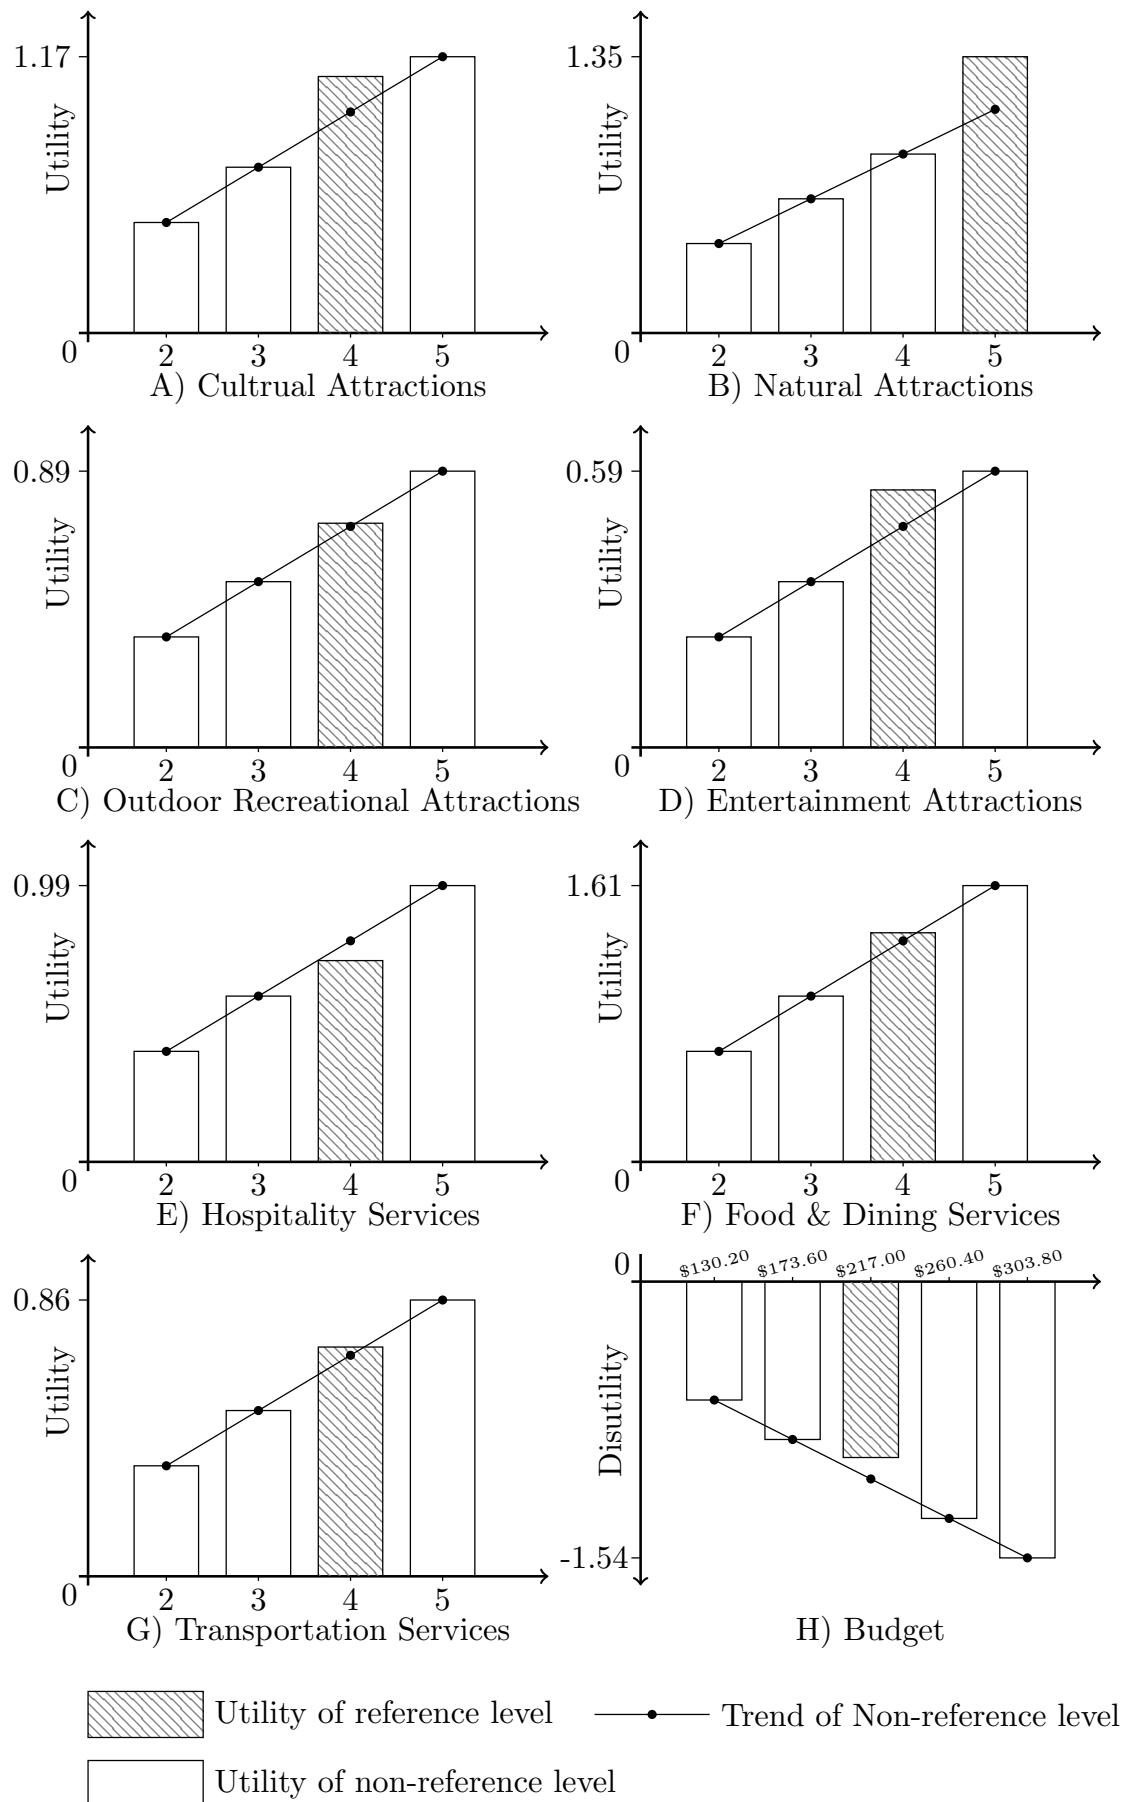 1.17
Utility
0
2 3 4 5
A) Cultrual Attractions
1.35
Utility
0
2 3 4 5
B) Natural Attractions
0.89
Utility
0
2 3 4 5
C) Outdoor Recreational Attractions
0.59
Utility
0
2 3 4 5
D) Entertainment Attractions
0.99
Utility
0
2 3 4 5
E) Hospitality Services
1.61
Utility
0
2 3 4 5
F) Food & Dining Services
0.86
Utility
0
2 3 4 5
G) Transportation Services
0
$130.20 $173.60 $217.00 $260.40 $303.80
Disutility
-1.54
H) Budget
Utility of reference level
Trend of Non-reference level
Utility of non-reference level